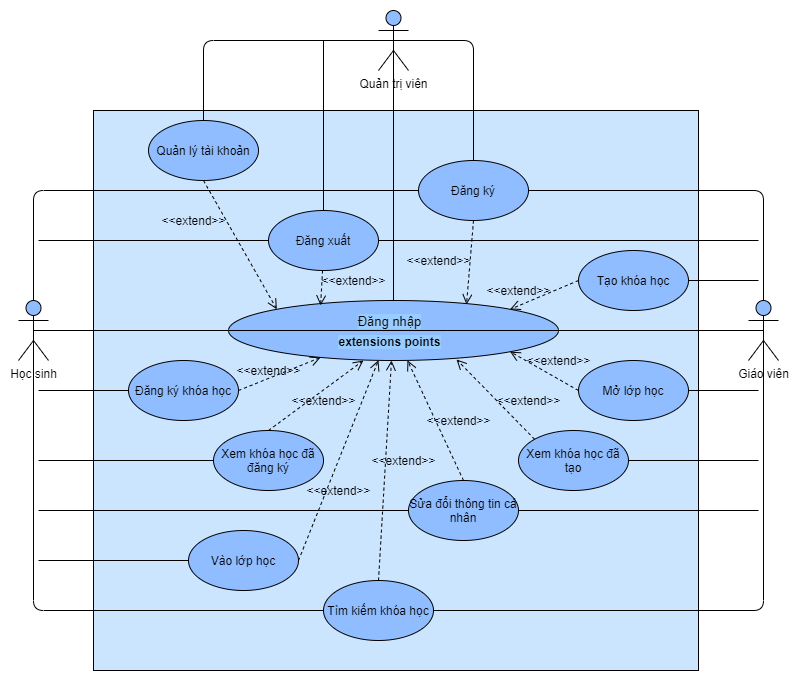 Quản trị viên
Quản lý tài khoản
Đăng ký
<<extend>>
Đăng xuất
<<extend>>
<<extend>>
Tạo khóa học
<<extend>>
Đăng nhập
extensions points
Học sinh
Giáo viên
<<extend>>
<<extend>>
Đăng ký khóa học
Mở lớp học
<<extend>>
<<extend>>
<<extend>>
Xem khóa học đã
đăng ký
<<extend>>
Xem khóa học đã
tạo
<<extend>>
Sửa đổi thông tin cá
nhân
Vào lớp học
Tìm kiếm khóa học